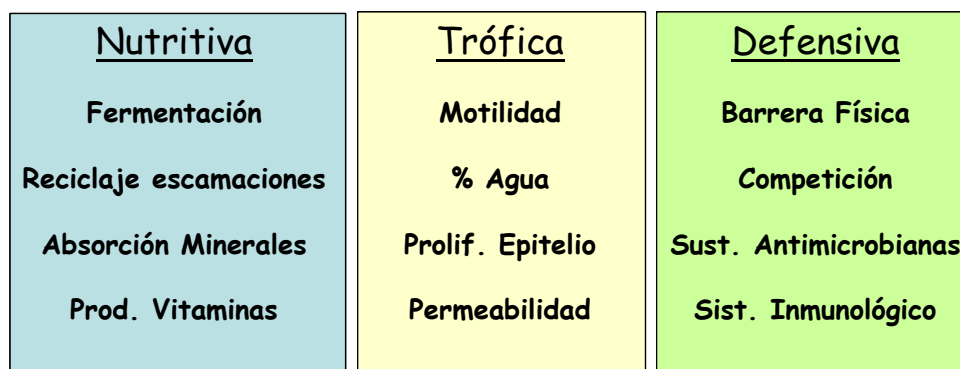 Nutritiva
Fermentación
Reciclaje escamaciones
Absorción Minerales
Prod. Vitaminas
Trófica
Motilidad
% Agua
Prolif. Epitelio
Permeabilidad
Defensiva
Barrera Física
Competición
Sust. Antimicrobianas
Sist. Inmunológico